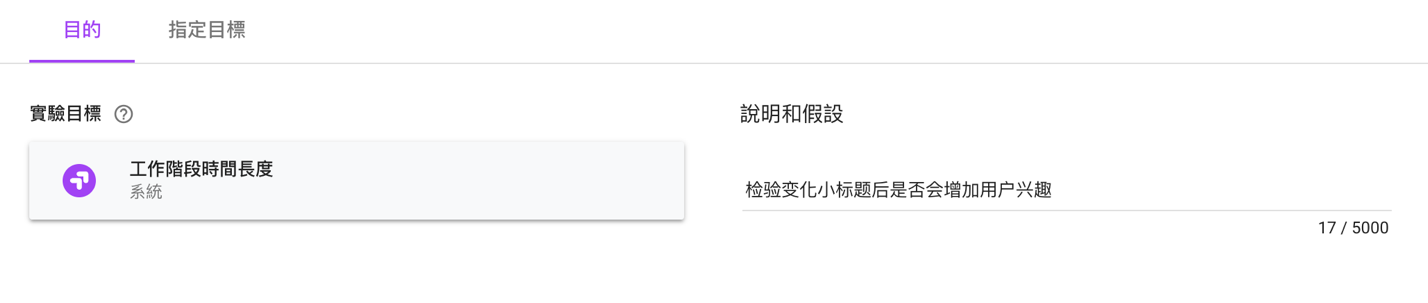 目的
指定目標
實驗目標
工作階段時間長度
系統
說明和假設
检验变化小标题后是否会增加用户兴趣
17 / 5000